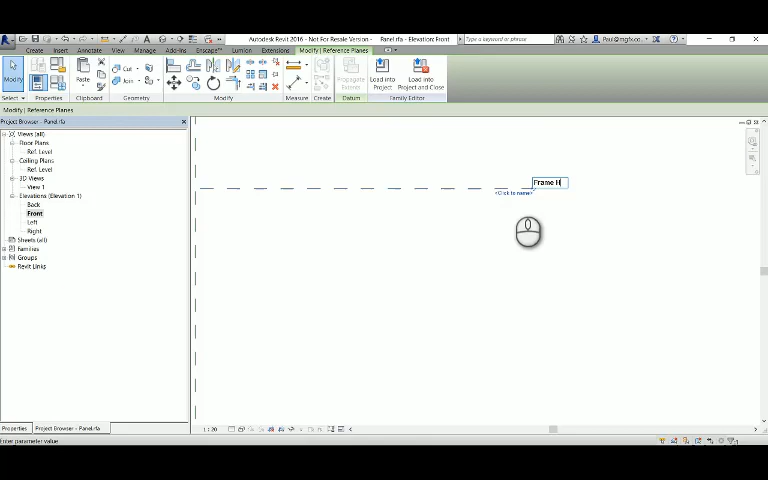 Autodesk Revit 2016 - Not For Resale Version - Panel.rfa - Elevation: Front
Type a keyword or phrase
Paul@mgfx.co...
Create Insert Annotate View Manage Add-Ins Enscape™ Lumion Extensions Modify | Reference Planes
Modify
Paste
Cut
Join
Propagate Extents
Load into Project
Load into Project and Close
Select Properties Clipboard Geometry Modify Measure Create Datum Family Editor
Modify | Reference Planes
Project Browser - Panel.rfa
Views (all)
Floor Plans
Ref. Level
Ceiling Plans
Ref. Level
3D Views
View 1
Elevations (Elevation 1)
Back
Front
Left
Right
Sheets (all)
Families
Groups
Revit Links
Frame H
<Click to name>
Properties
Project Browser - Panel.rfa
1 : 20
Enter parameter value